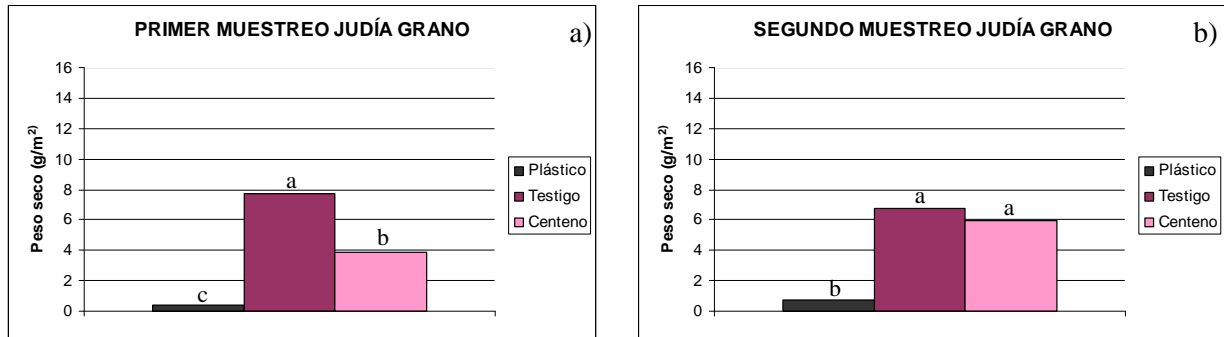 PRIMER MUESTREO JUDÍA GRANO
a)
Peso seco (g/m²)
16
14
12
10
8
6
4
2
0
c
a
b
Plástico
Testigo
Centeno
SEGUNDO MUESTREO JUDÍA GRANO
b)
Peso seco (g/m²)
16
14
12
10
8
6
4
2
0
b
a
a
Plástico
Testigo
Centeno